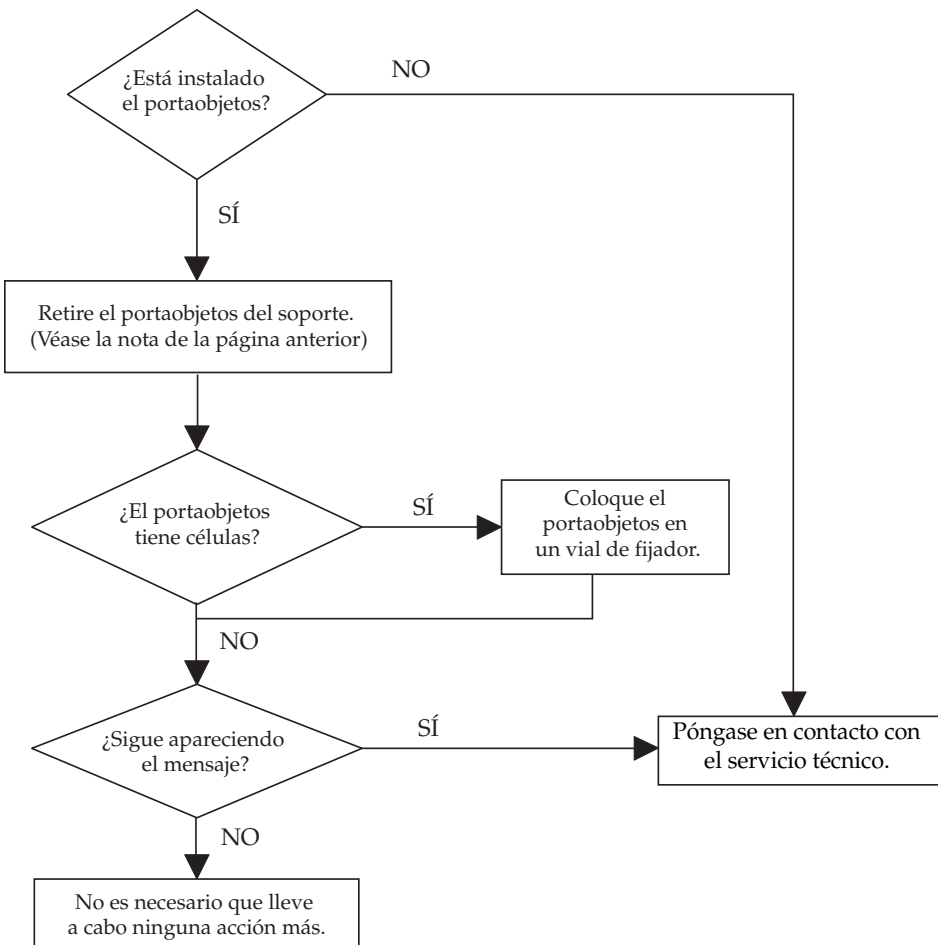 ¿Está instalado
el portaobjetos?
NO
SÍ
Retire el portaobjetos del soporte.
(Véase la nota de la página anterior)
¿El portaobjetos
tiene células?
SÍ
Coloque el
portaobjetos en
un vial de fijador.
NO
¿Sigue apareciendo
el mensaje?
SÍ
Póngase en contacto con
el servicio técnico.
NO
No es necesario que lleve
a cabo ninguna acción más.